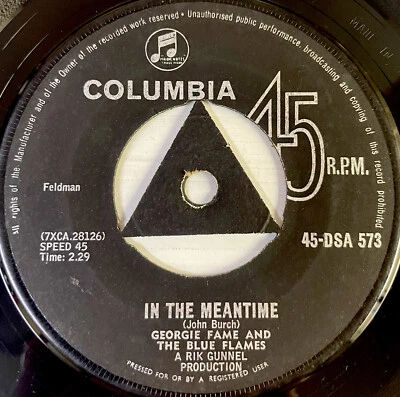 All rights of the Manufacturer and of the Owner of the recorded work reserved • Unauthorised public performance, broadcasting and copying of this record prohibited
COLUMBIA
45
R.P.M.
Feldman
(7XCA.28126)
SPEED 45
Time: 2.29
45-DSA 573
IN THE MEANTIME
(John Burch)
GEORGIE FAME AND
THE BLUE FLAMES
A RIK GUNNEL
PRODUCTION
PRESSED FOR OR BY A REGISTERED USER